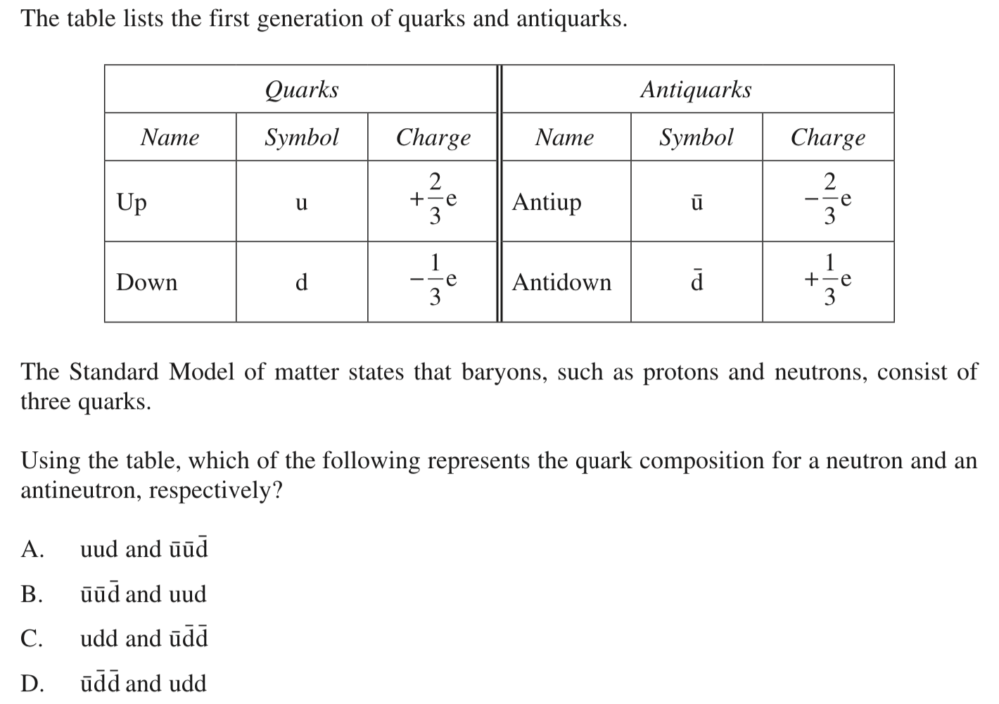 The table lists the first generation of quarks and antiquarks.
Quarks Antiquarks
Name Symbol Charge Name Symbol Charge
Up u +2/3 e Antiup ū −2/3 e
Down d −1/3 e Antidown d̄ +1/3 e
The Standard Model of matter states that baryons, such as protons and neutrons, consist of
three quarks.
Using the table, which of the following represents the quark composition for a neutron and an
antineutron, respectively?
A. uud and ūūd̄
B. ūūd̄ and uud
C. udd and ūd̄d̄
D. ūd̄d̄ and udd